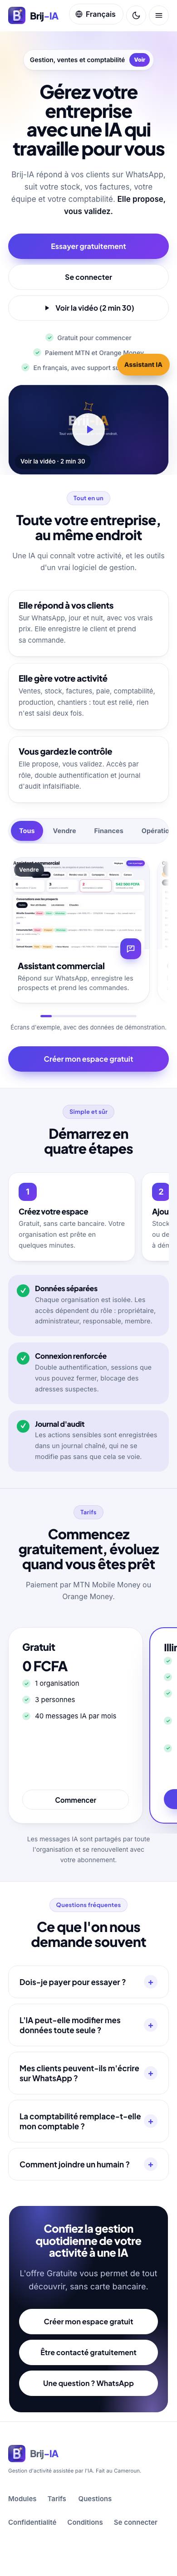 Brij-IA
Français
Gestion, ventes et comptabilité
Voir
Gérez votre
entreprise
avec une IA qui
travaille pour vous
Brij-IA répond à vos clients sur WhatsApp,
suit votre stock, vos factures, votre
équipe et votre comptabilité. Elle propose,
vous validez.
Essayer gratuitement
Se connecter
Voir la vidéo (2 min 30)
Gratuit pour commencer
Paiement MTN et Orange Money
En français, avec support
Assistant IA
Voir la vidéo · 2 min 30
Tout en un
Toute votre entreprise,
au même endroit
Une IA qui connaît votre activité, et les outils
d'un vrai logiciel de gestion.
Elle répond à vos clients
Sur WhatsApp, jour et nuit, avec vos vrais
prix. Elle enregistre le client et prend
sa commande.
Elle gère votre activité
Ventes, stock, factures, paie, comptabilité,
production, chantiers : tout est relié, rien
n'est saisi deux fois.
Vous gardez le contrôle
Elle propose, vous validez. Accès par
rôle, double authentification et journal
d'audit infalsifiable.
Tous
Vendre
Finances
Opératio
Vendre
Assistant commercial
Répond sur WhatsApp, enregistre les
prospects et prend les commandes.
Écrans d'exemple, avec des données de démonstration.
Créer mon espace gratuit
Simple et sûr
Démarrez en
quatre étapes
1
Créez votre espace
Gratuit, sans carte bancaire. Votre
organisation est prête en
quelques minutes.
2
Ajou
Stock
ou de
à dén
Données séparées
Chaque organisation est isolée. Les
accès dépendent du rôle : propriétaire,
administrateur, responsable, membre.
Connexion renforcée
Double authentification, sessions que
vous pouvez fermer, blocage des
adresses suspectes.
Journal d'audit
Les actions sensibles sont enregistrées
dans un journal chaîné, qui ne se
modifie pas sans que cela se voie.
Tarifs
Commencez
gratuitement, évoluez
quand vous êtes prêt
Paiement par MTN Mobile Money ou
Orange Money.
Gratuit
0 FCFA
1 organisation
3 personnes
40 messages IA par mois
Commencer
Illin
Les messages IA sont partagés par toute
l'organisation et se renouvellent avec
votre abonnement.
Questions fréquentes
Ce que l'on nous
demande souvent
Dois-je payer pour essayer ?
L'IA peut-elle modifier mes
données toute seule ?
Mes clients peuvent-ils m'écrire
sur WhatsApp ?
La comptabilité remplace-t-elle
mon comptable ?
Comment joindre un humain ?
Confiez la gestion
quotidienne de votre
activité à une IA
L'offre Gratuite vous permet de tout
découvrir, sans carte bancaire.
Créer mon espace gratuit
Être contacté gratuitement
Une question ? WhatsApp
Brij-IA
Gestion d'activité assistée par l'IA. Fait au Cameroun.
Modules
Tarifs
Questions
Confidentialité
Conditions
Se connecter